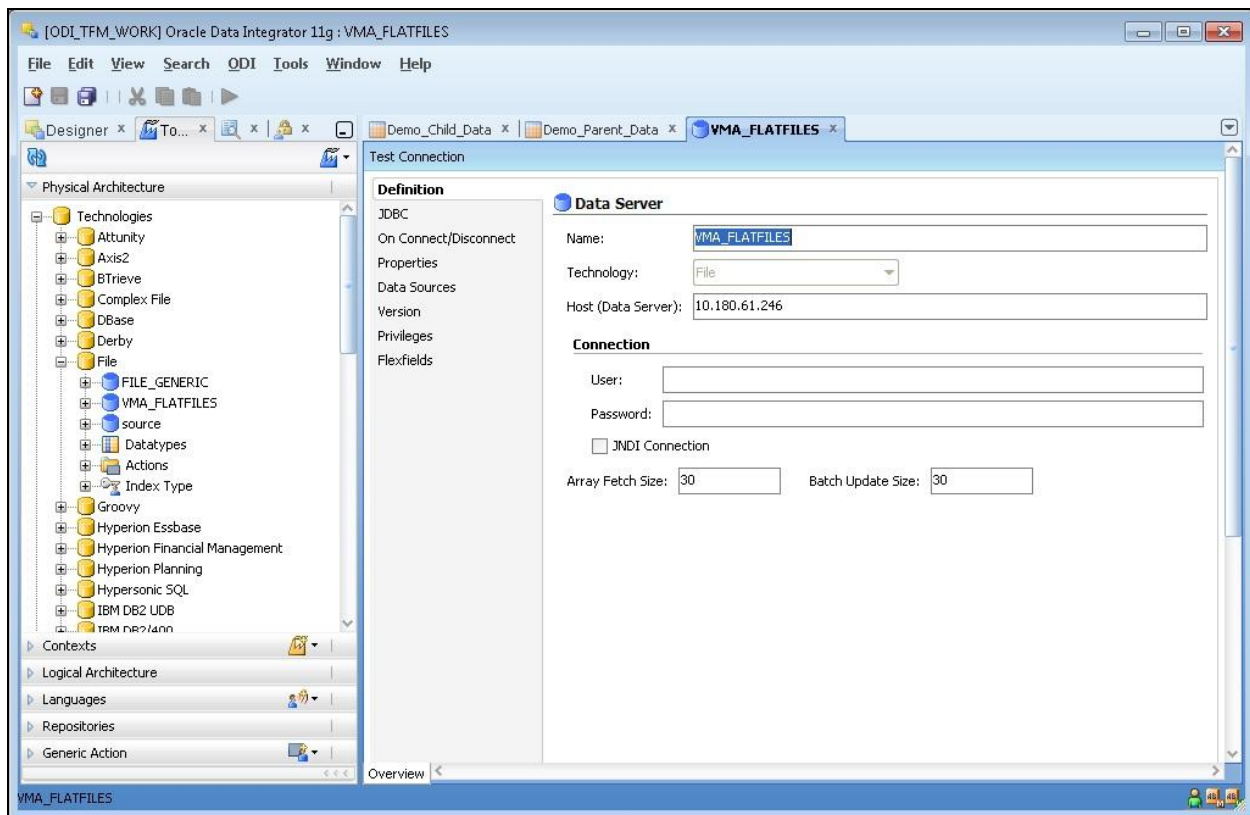 [ODI_TFM_WORK] Oracle Data Integrator 11g : VMA_FLATFILES
File Edit View Search ODI Tools Window Help
Designer To... Demo_Child_Data Demo_Parent_Data VMA_FLATFILES
Test Connection
Physical Architecture
Technologies
Attunity
Axis2
BTrieve
Complex File
DBase
Derby
File
FILE_GENERIC
VMA_FLATFILES
source
Datatypes
Actions
Index Type
Groovy
Hyperion Essbase
Hyperion Financial Management
Hyperion Planning
Hypersonic SQL
IBM DB2 UDB
IBM DB2/400
Contexts
Logical Architecture
Languages
Repositories
Generic Action
Definition
JDBC
On Connect/Disconnect
Properties
Data Sources
Version
Privileges
Flexfields
Data Server
Name: VMA_FLATFILES
Technology: File
Host (Data Server): 10.180.61.246
Connection
User:
Password:
JNDI Connection
Array Fetch Size: 30 Batch Update Size: 30
Overview
VMA_FLATFILES